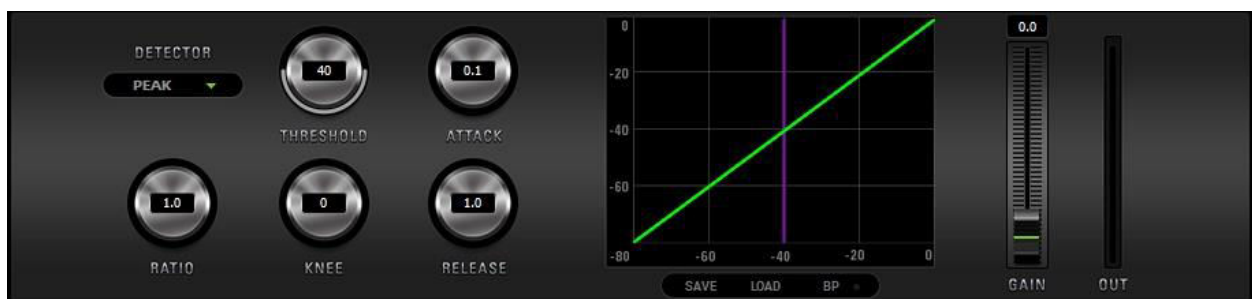 DETECTOR
PEAK
40
THRESHOLD
0.1
ATTACK
1.0
RATIO
0
KNEE
1.0
RELEASE
0
-20
-40
-60
-80 -60 -40 -20 0
SAVE LOAD BP
0.0
GAIN
OUT